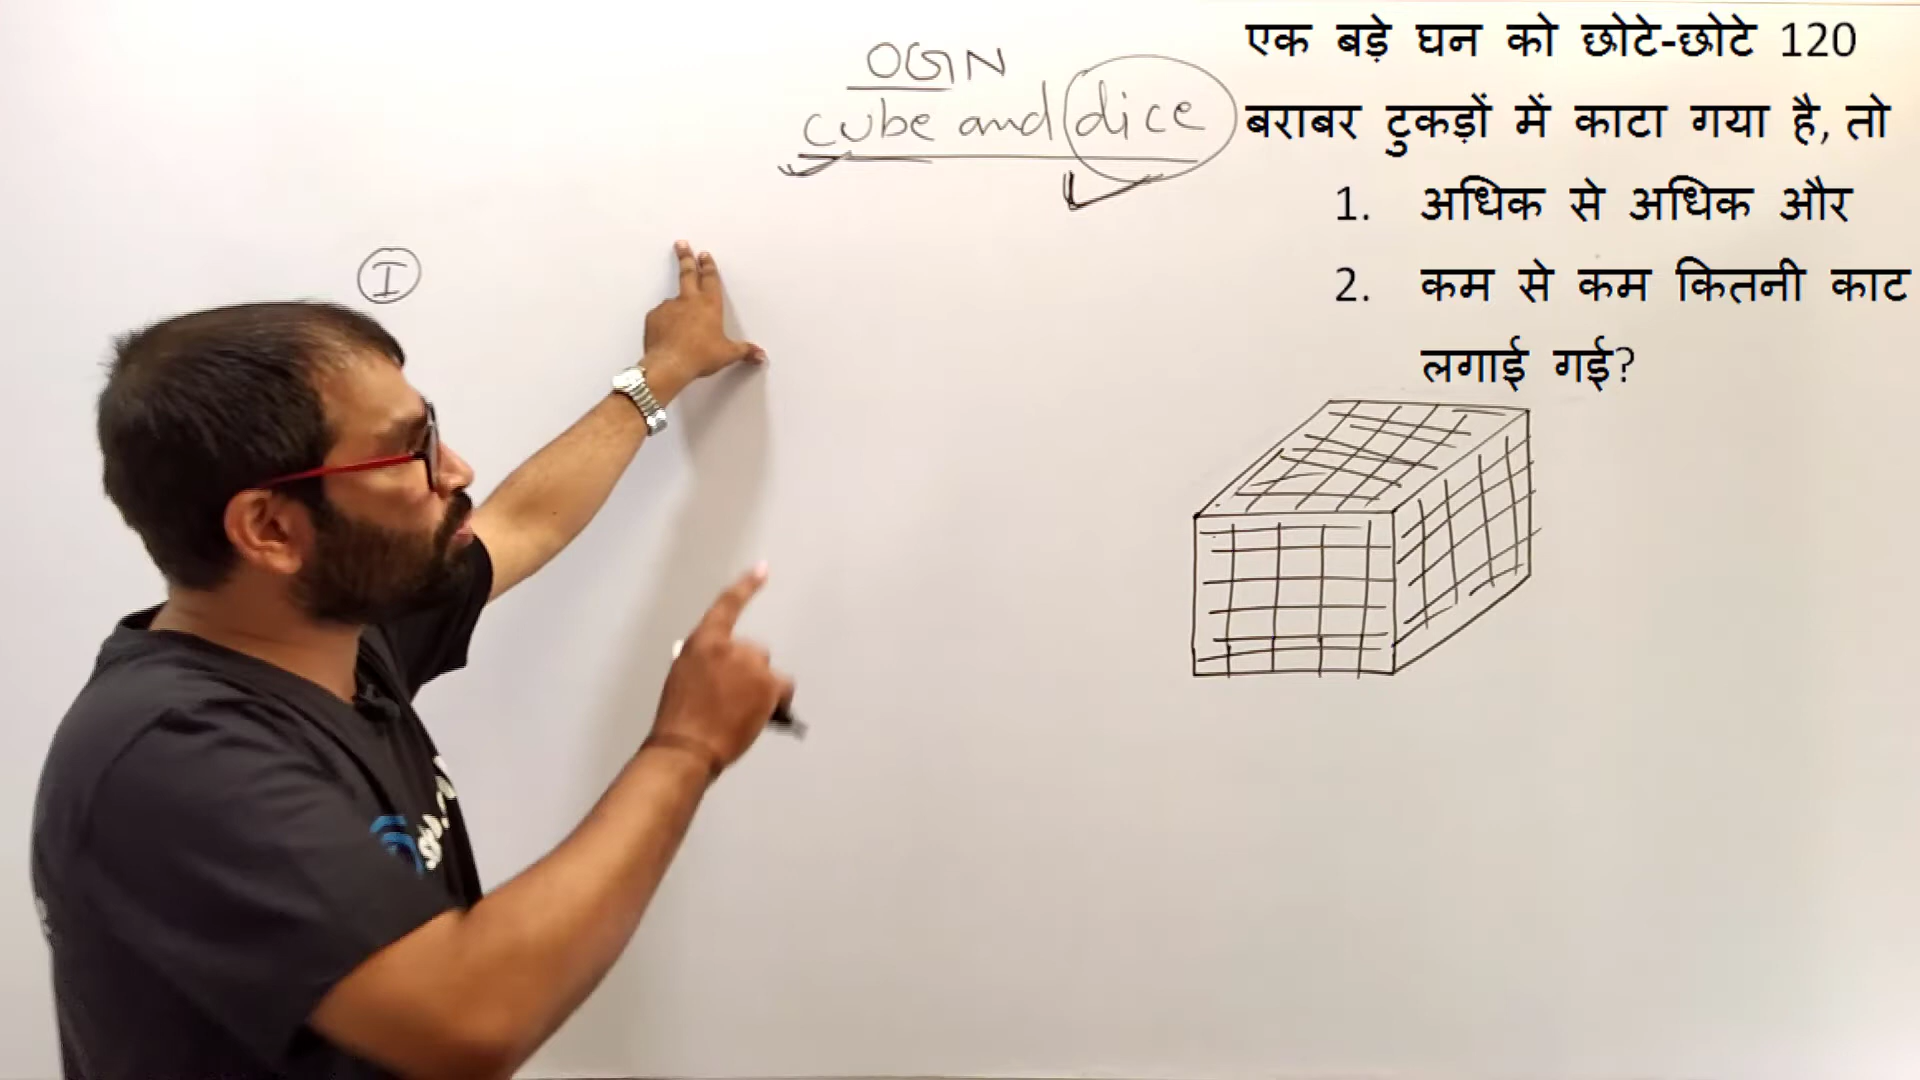 OGN
cube and dice
एक बड़े घन को छोटे-छोटे 120
बराबर टुकड़ों में काटा गया है, तो
1. अधिक से अधिक और
2. कम से कम कितनी काट
लगाई गई?
I